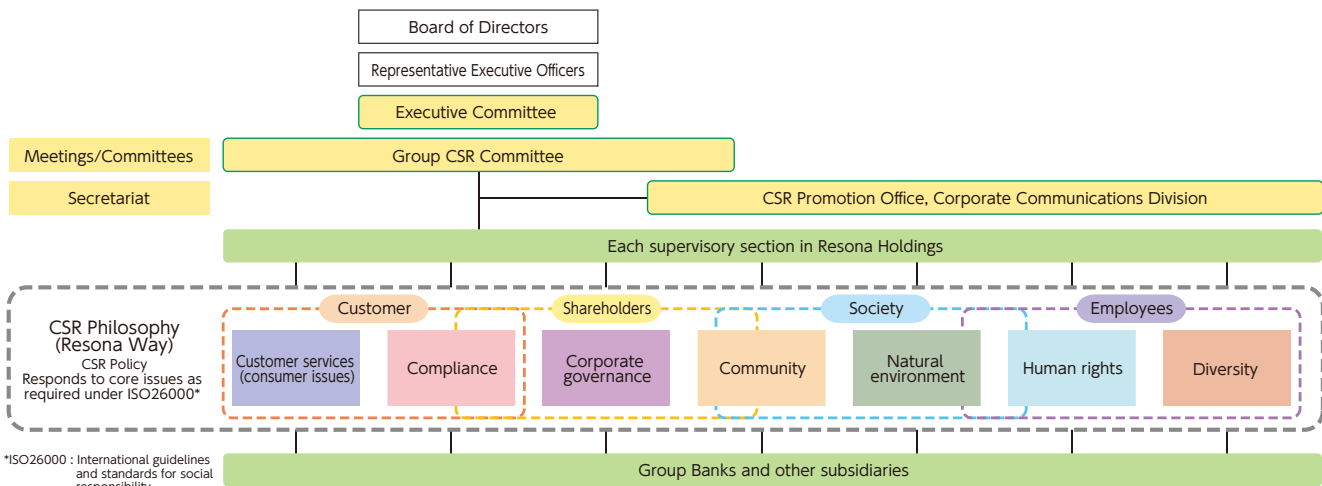 Board of Directors
Representative Executive Officers
Executive Committee
Meetings/Committees
Group CSR Committee
Secretariat
CSR Promotion Office, Corporate Communications Division
Each supervisory section in Resona Holdings
Customer
Shareholders
Society
Employees
CSR Philosophy
(Resona Way)
CSR Policy
Responds to core issues as
required under ISO26000*
Customer services
(consumer issues)
Compliance
Corporate
governance
Community
Natural
environment
Human rights
Diversity
*ISO26000 : International guidelines
and standards for social
responsibility
Group Banks and other subsidiaries